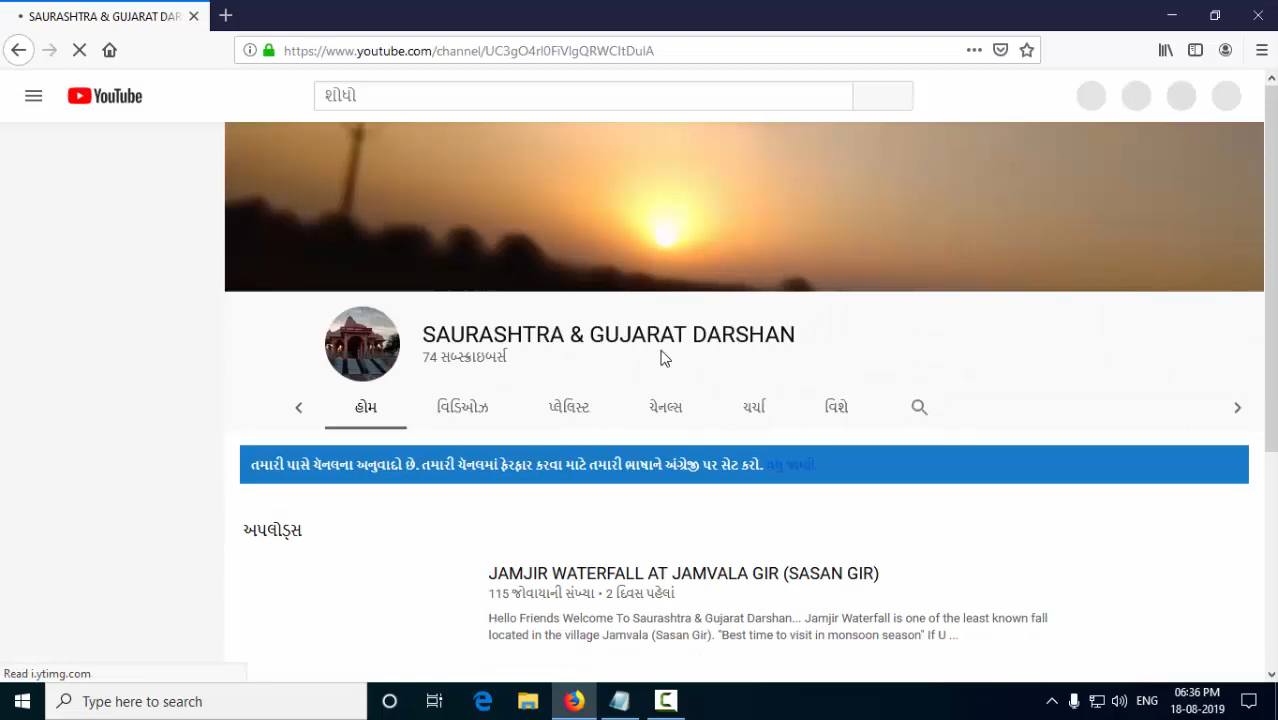 SAURASHTRA & GUJARAT DAR
https://www.youtube.com/channel/UC3gO4rl0FiVlgQRWCltDulA
YouTube
શોધો
SAURASHTRA & GUJARAT DARSHAN
74 સબ્સ્ક્રાઇબર્સ
હોમ વિડિઓઝ પ્લેલિસ્ટ ચેનલ્સ ચર્ચા વિશે
તમારી પાસે ચૅનલના અનુવાદો છે. તમારી ચૅનલમાં ફેરફાર કરવા માટે તમારી ભાષાને અંગ્રેજી પર સેટ કરો. વધુ જાણો
અપલોડ્સ
JAMJIR WATERFALL AT JAMVALA GIR (SASAN GIR)
115 જોવાયાની સંખ્યા • 2 દિવસ પહેલાં
Hello Friends Welcome To Saurashtra & Gujarat Darshan... Jamjir Waterfall is one of the least known fall
located in the village Jamvala (Sasan Gir). "Best time to visit in monsoon season" If U ...
Read i.ytimg.com
Type here to search
ENG
06:36 PM
18-08-2019